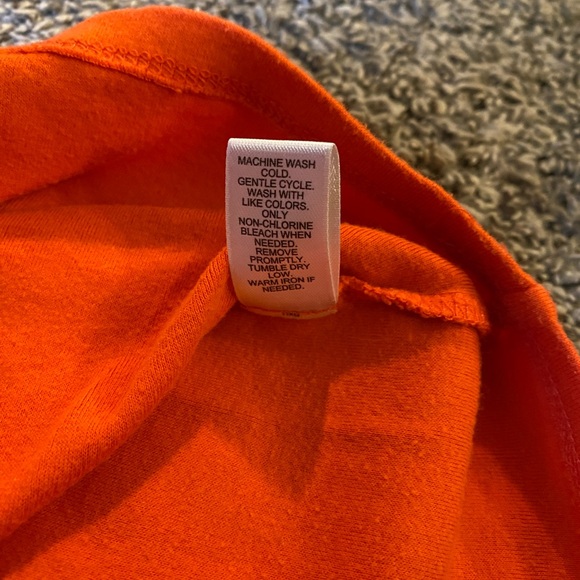 MACHINE WASH
COLD.
GENTLE CYCLE.
WASH WITH
LIKE COLORS.
ONLY
NON-CHLORINE
BLEACH WHEN
NEEDED.
REMOVE
PROMPTLY.
TUMBLE DRY
LOW.
WARM IRON IF
NEEDED.